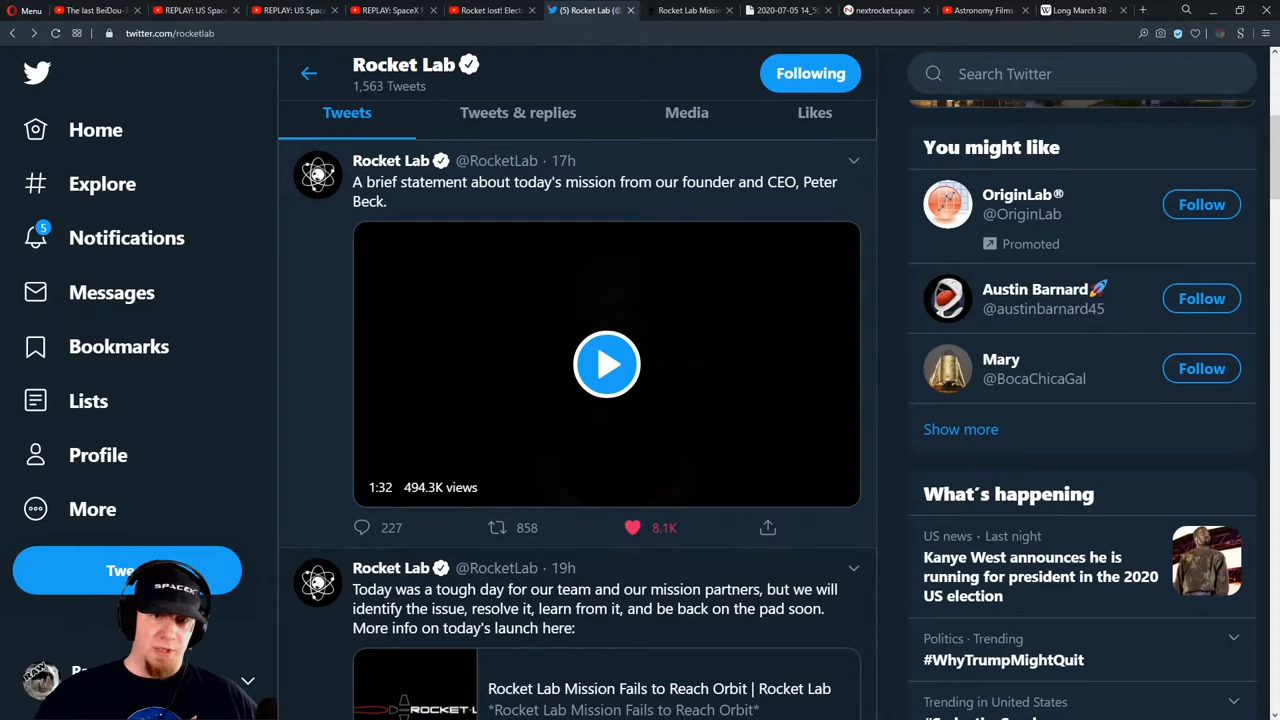 Menu
The last BeiDou-
REPLAY: US Space
REPLAY: US Space
REPLAY: SpaceX F
Rocket lost! Elect
(5) Rocket Lab (@
Rocket Lab Missio
2020-07-05 14_5
nextrocket.space
Astronomy Films
Long March 3B -
twitter.com/rocketlab
Home
Explore
5
Notifications
Messages
Bookmarks
Lists
Profile
More
SPACEX
Rocket Lab
1,563 Tweets
Following
Tweets
Tweets & replies
Media
Likes
Rocket Lab @RocketLab · 17h
A brief statement about today's mission from our founder and CEO, Peter
Beck.
1:32 494.3K views
227 858 8.1K
Rocket Lab @RocketLab · 19h
Today was a tough day for our team and our mission partners, but we will
identify the issue, resolve it, learn from it, and be back on the pad soon.
More info on today's launch here:
Rocket Lab Mission Fails to Reach Orbit | Rocket Lab
*Rocket Lab Mission Fails to Reach Orbit*
ROCKET L
Search Twitter
You might like
OriginLab®
@OriginLab
Follow
Promoted
Austin Barnard🚀
@austinbarnard45
Follow
Mary
@BocaChicaGal
Follow
Show more
What´s happening
US news · Last night
Kanye West announces he is
running for president in the 2020
US election
Politics · Trending
#WhyTrumpMightQuit
Trending in United States